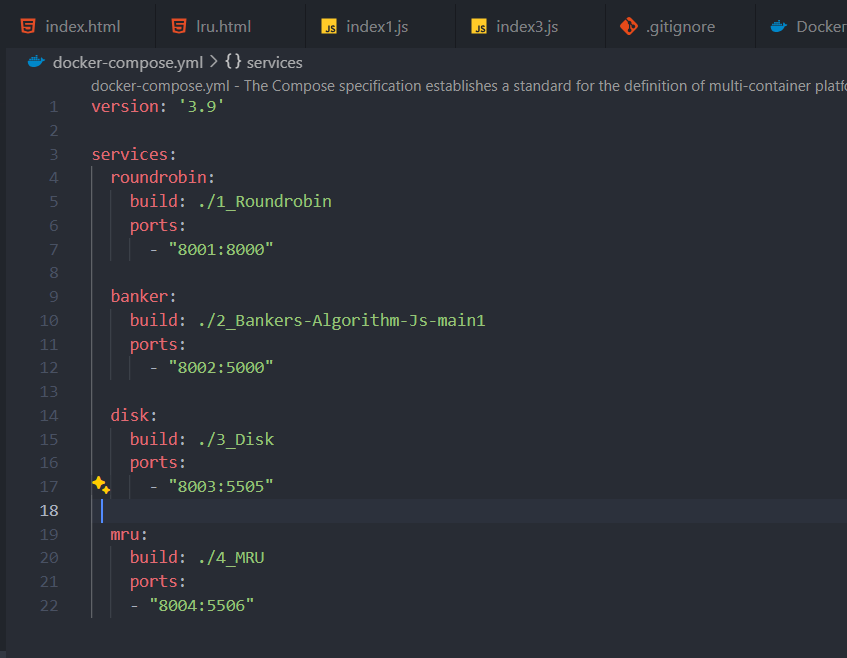 index.html lru.html JS index1.js JS index3.js .gitignore Docker
docker-compose.yml > {} services
docker-compose.yml - The Compose specification establishes a standard for the definition of multi-container platfo
1 version: '3.9'
2
3 services:
4   roundrobin:
5     build: ./1_Roundrobin
6     ports:
7       - "8001:8000"
8
9   banker:
10     build: ./2_Bankers-Algorithm-Js-main1
11     ports:
12       - "8002:5000"
13
14   disk:
15     build: ./3_Disk
16     ports:
17       - "8003:5505"
18
19   mru:
20     build: ./4_MRU
21     ports:
22     - "8004:5506"